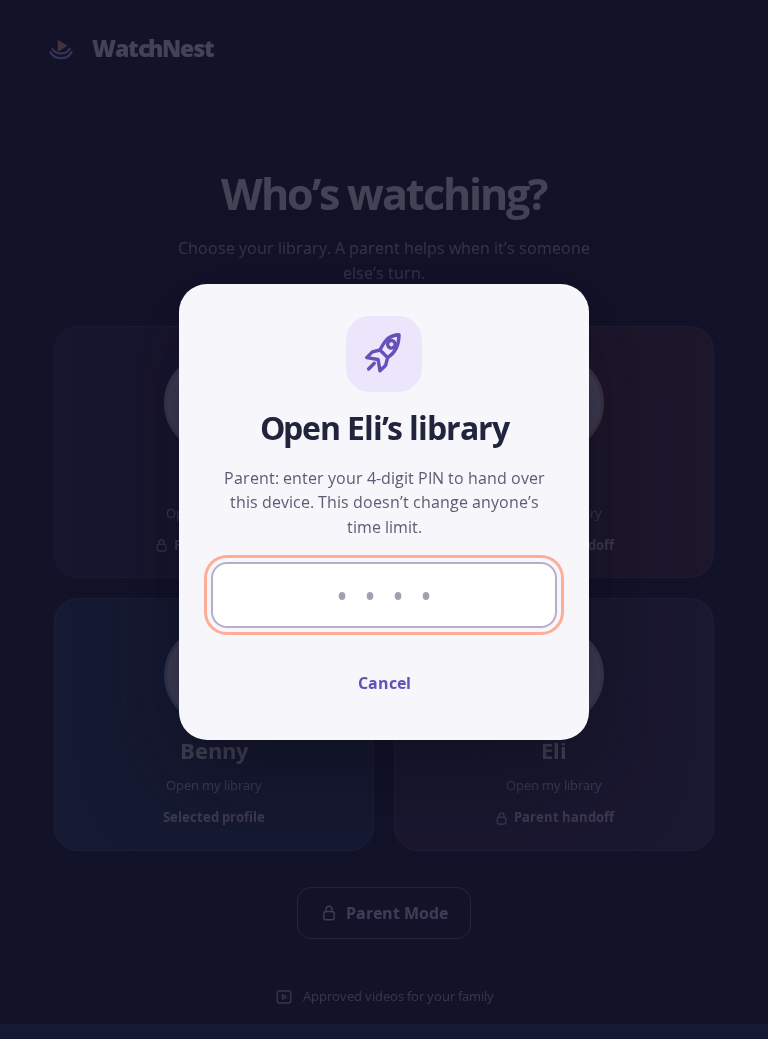 WatchNest
Who’s watching?
Choose your library. A parent helps when it’s someone
else’s turn.
Open Eli’s library
Parent: enter your 4-digit PIN to hand over
this device. This doesn’t change anyone’s
time limit.
Cancel
Benny
Eli
Open my library
Open my library
Selected profile
Parent handoff
Parent Mode
Approved videos for your family